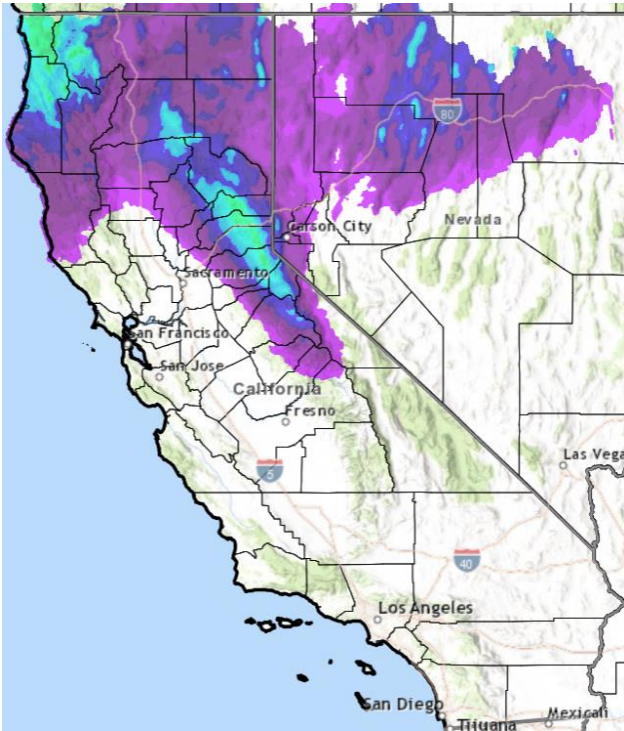 80
Nevada
Carson City
Sacramento
San Francisco
San Jose
California
Fresno
5
Las Vega
40
Los Angeles
San Diego
Tijuana
Mexicali